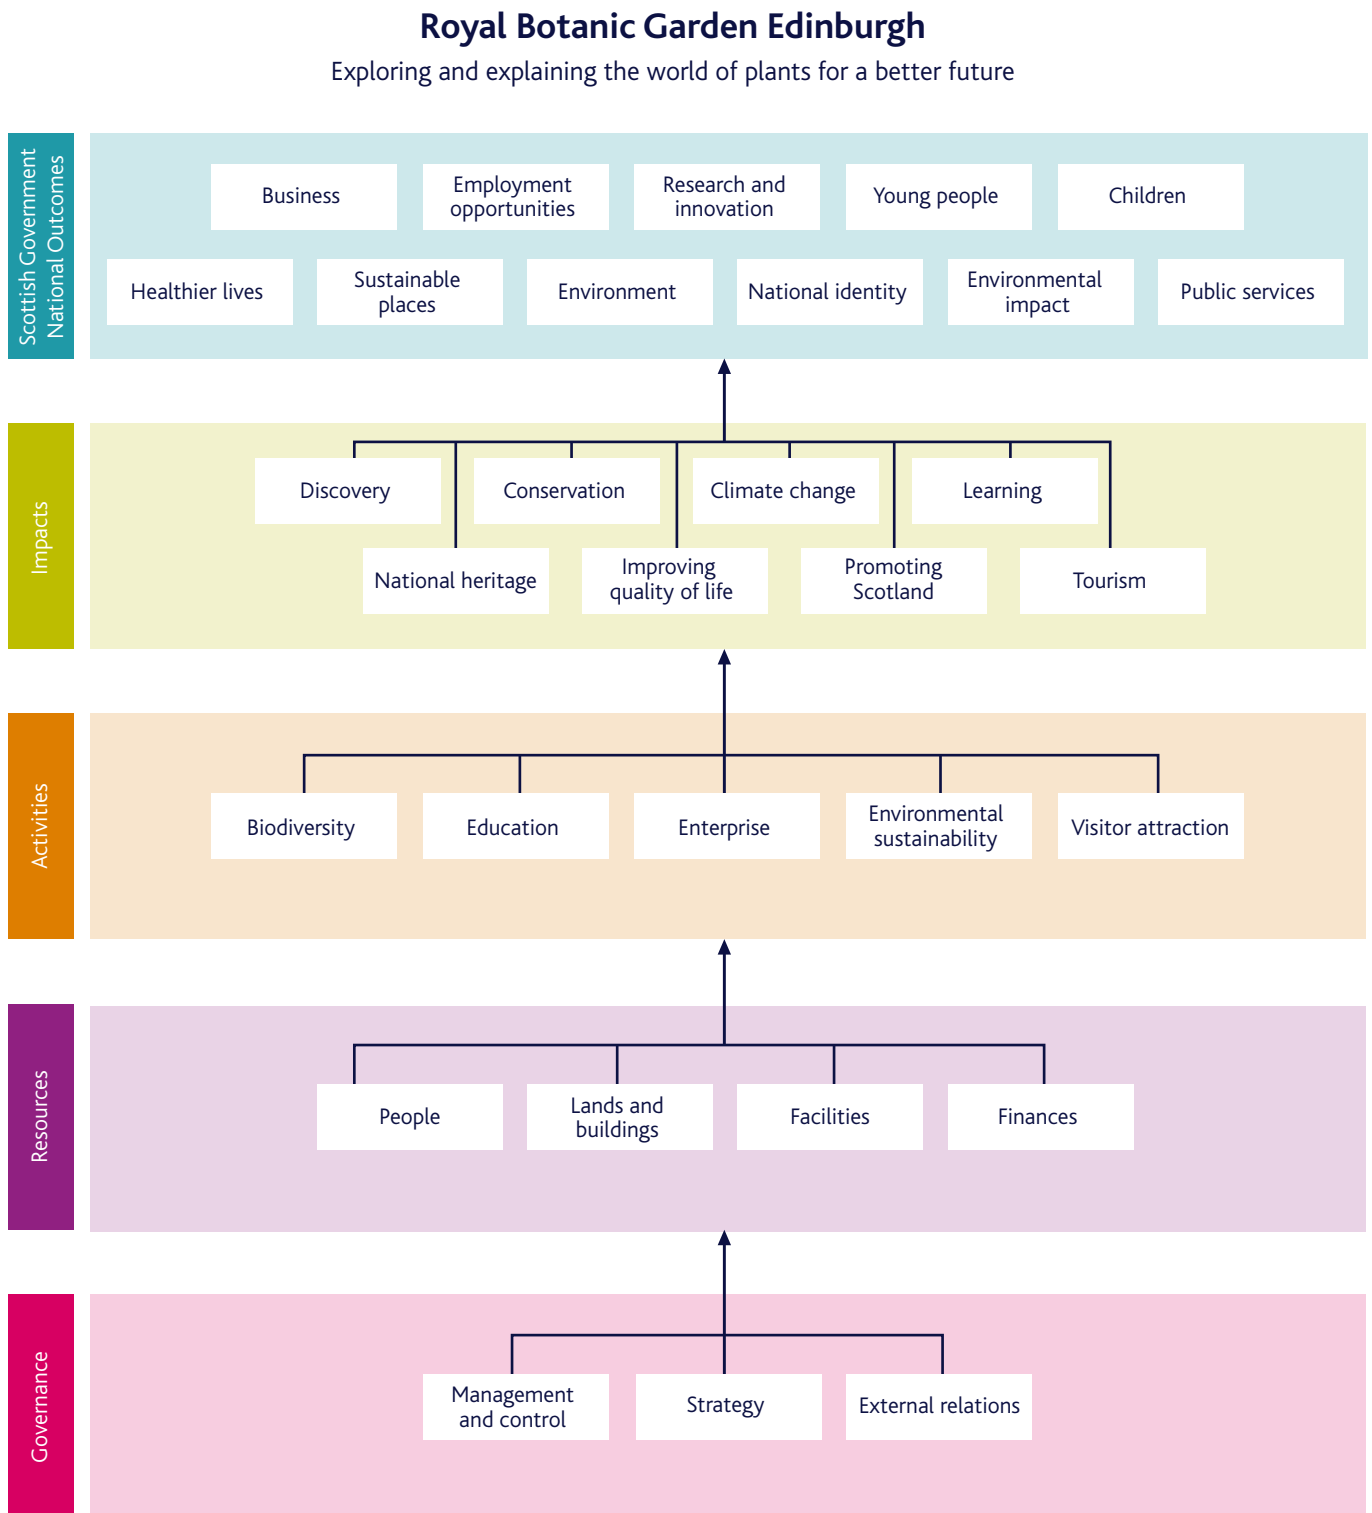 Royal Botanic Garden Edinburgh
Exploring and explaining the world of plants for a better future
Scottish Government
National Outcomes
Business
Employment
opportunities
Research and
innovation
Young people
Children
Healthier lives
Sustainable
places
Environment
National identity
Environmental
impact
Public services
Impacts
Discovery
Conservation
Climate change
Learning
National heritage
Improving
quality of life
Promoting
Scotland
Tourism
Activities
Biodiversity
Education
Enterprise
Environmental
sustainability
Visitor attraction
Resources
People
Lands and
buildings
Facilities
Finances
Governance
Management
and control
Strategy
External relations